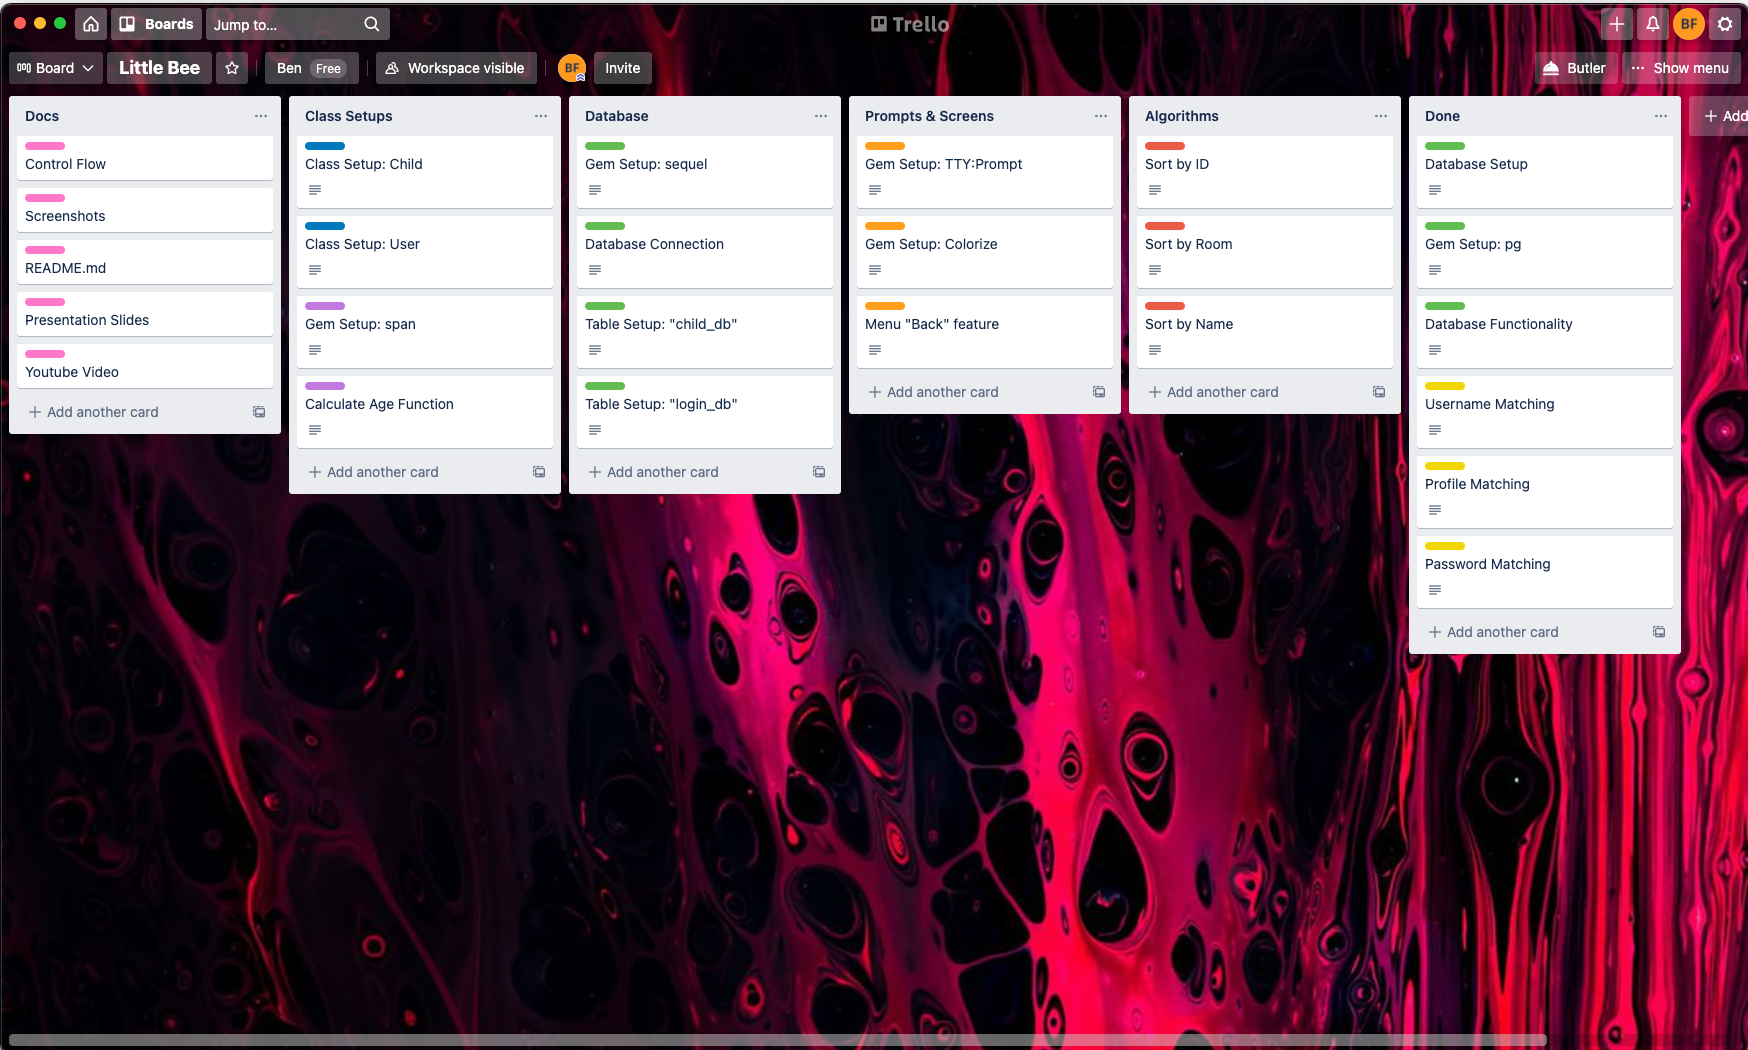 Boards
Jump to...
Trello
BF
Board
Little Bee
Ben Free
Workspace visible
BF
Invite
Butler
Show menu
Docs
Control Flow
Screenshots
README.md
Presentation Slides
Youtube Video
Add another card
Class Setups
Class Setup: Child
Class Setup: User
Gem Setup: span
Calculate Age Function
Add another card
Database
Gem Setup: sequel
Database Connection
Table Setup: "child_db"
Table Setup: "login_db"
Add another card
Prompts & Screens
Gem Setup: TTY:Prompt
Gem Setup: Colorize
Menu "Back" feature
Add another card
Algorithms
Sort by ID
Sort by Room
Sort by Name
Add another card
Done
Database Setup
Gem Setup: pg
Database Functionality
Username Matching
Profile Matching
Password Matching
Add another card
Add